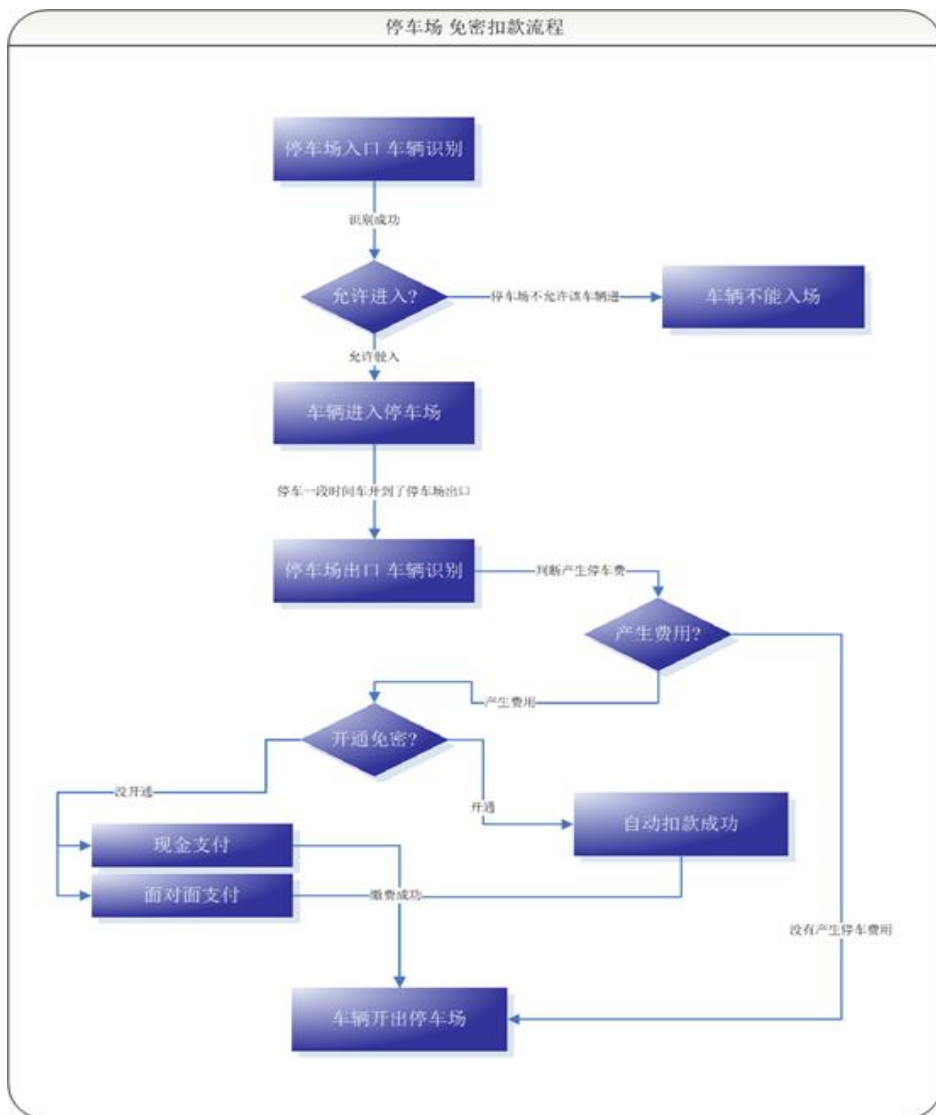 停车场 免密扣款流程
停车场入口 车辆识别
识别成功
允许进入?
停车场不允许该车辆进
车辆不能入场
允许驶入
车辆进入停车场
停车一段时间车开到了停车场出口
停车场出口 车辆识别
判断产生停车费
产生费用?
产生费用
开通免密?
没开通
开通
自动扣款成功
现金支付
面对面支付
缴费成功
没有产生停车费用
车辆开出停车场